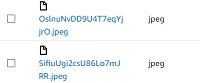 OslnuNvDD9U4T7eqYj jpeg
jrO.jpeg
SifiuUgi2csU86Lo7mJ jpeg
RR.jpeg